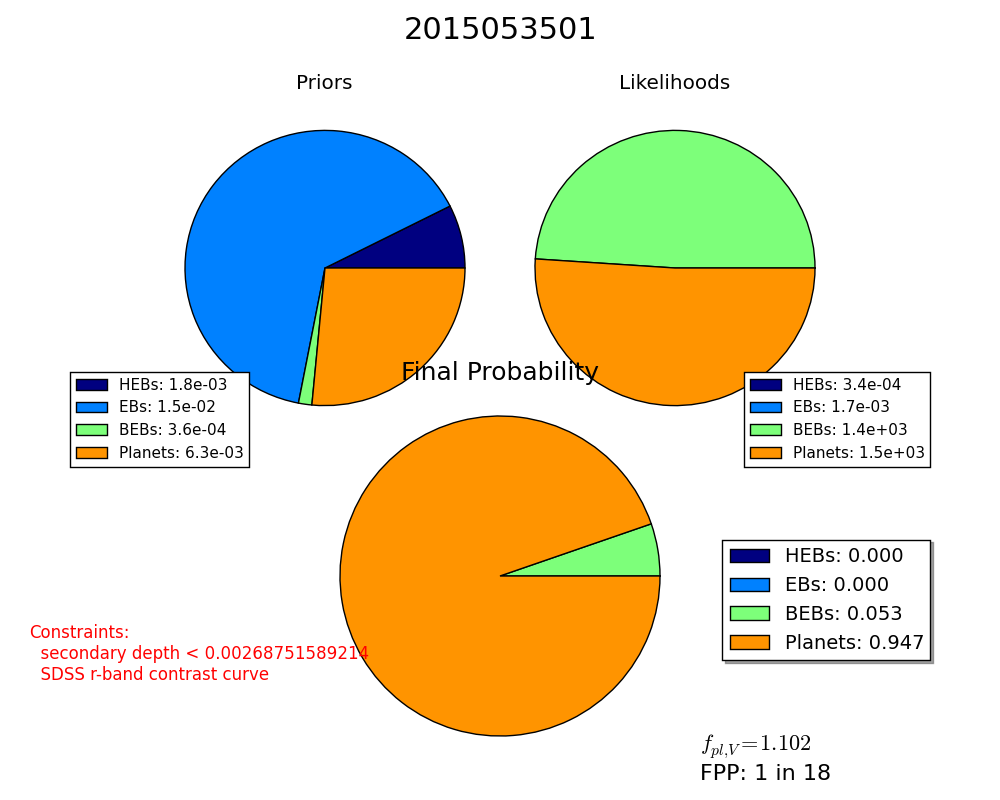 2015053501
Priors
Likelihoods
HEBs: 1.8e-03
EBs: 1.5e-02
BEBs: 3.6e-04
Planets: 6.3e-03
Final Probability
HEBs: 3.4e-04
EBs: 1.7e-03
BEBs: 1.4e+03
Planets: 1.5e+03
HEBs: 0.000
EBs: 0.000
BEBs: 0.053
Planets: 0.947
Constraints:
secondary depth < 0.00268751589214
SDSS r-band contrast curve
f_{pl,V}=1.102
FPP: 1 in 18